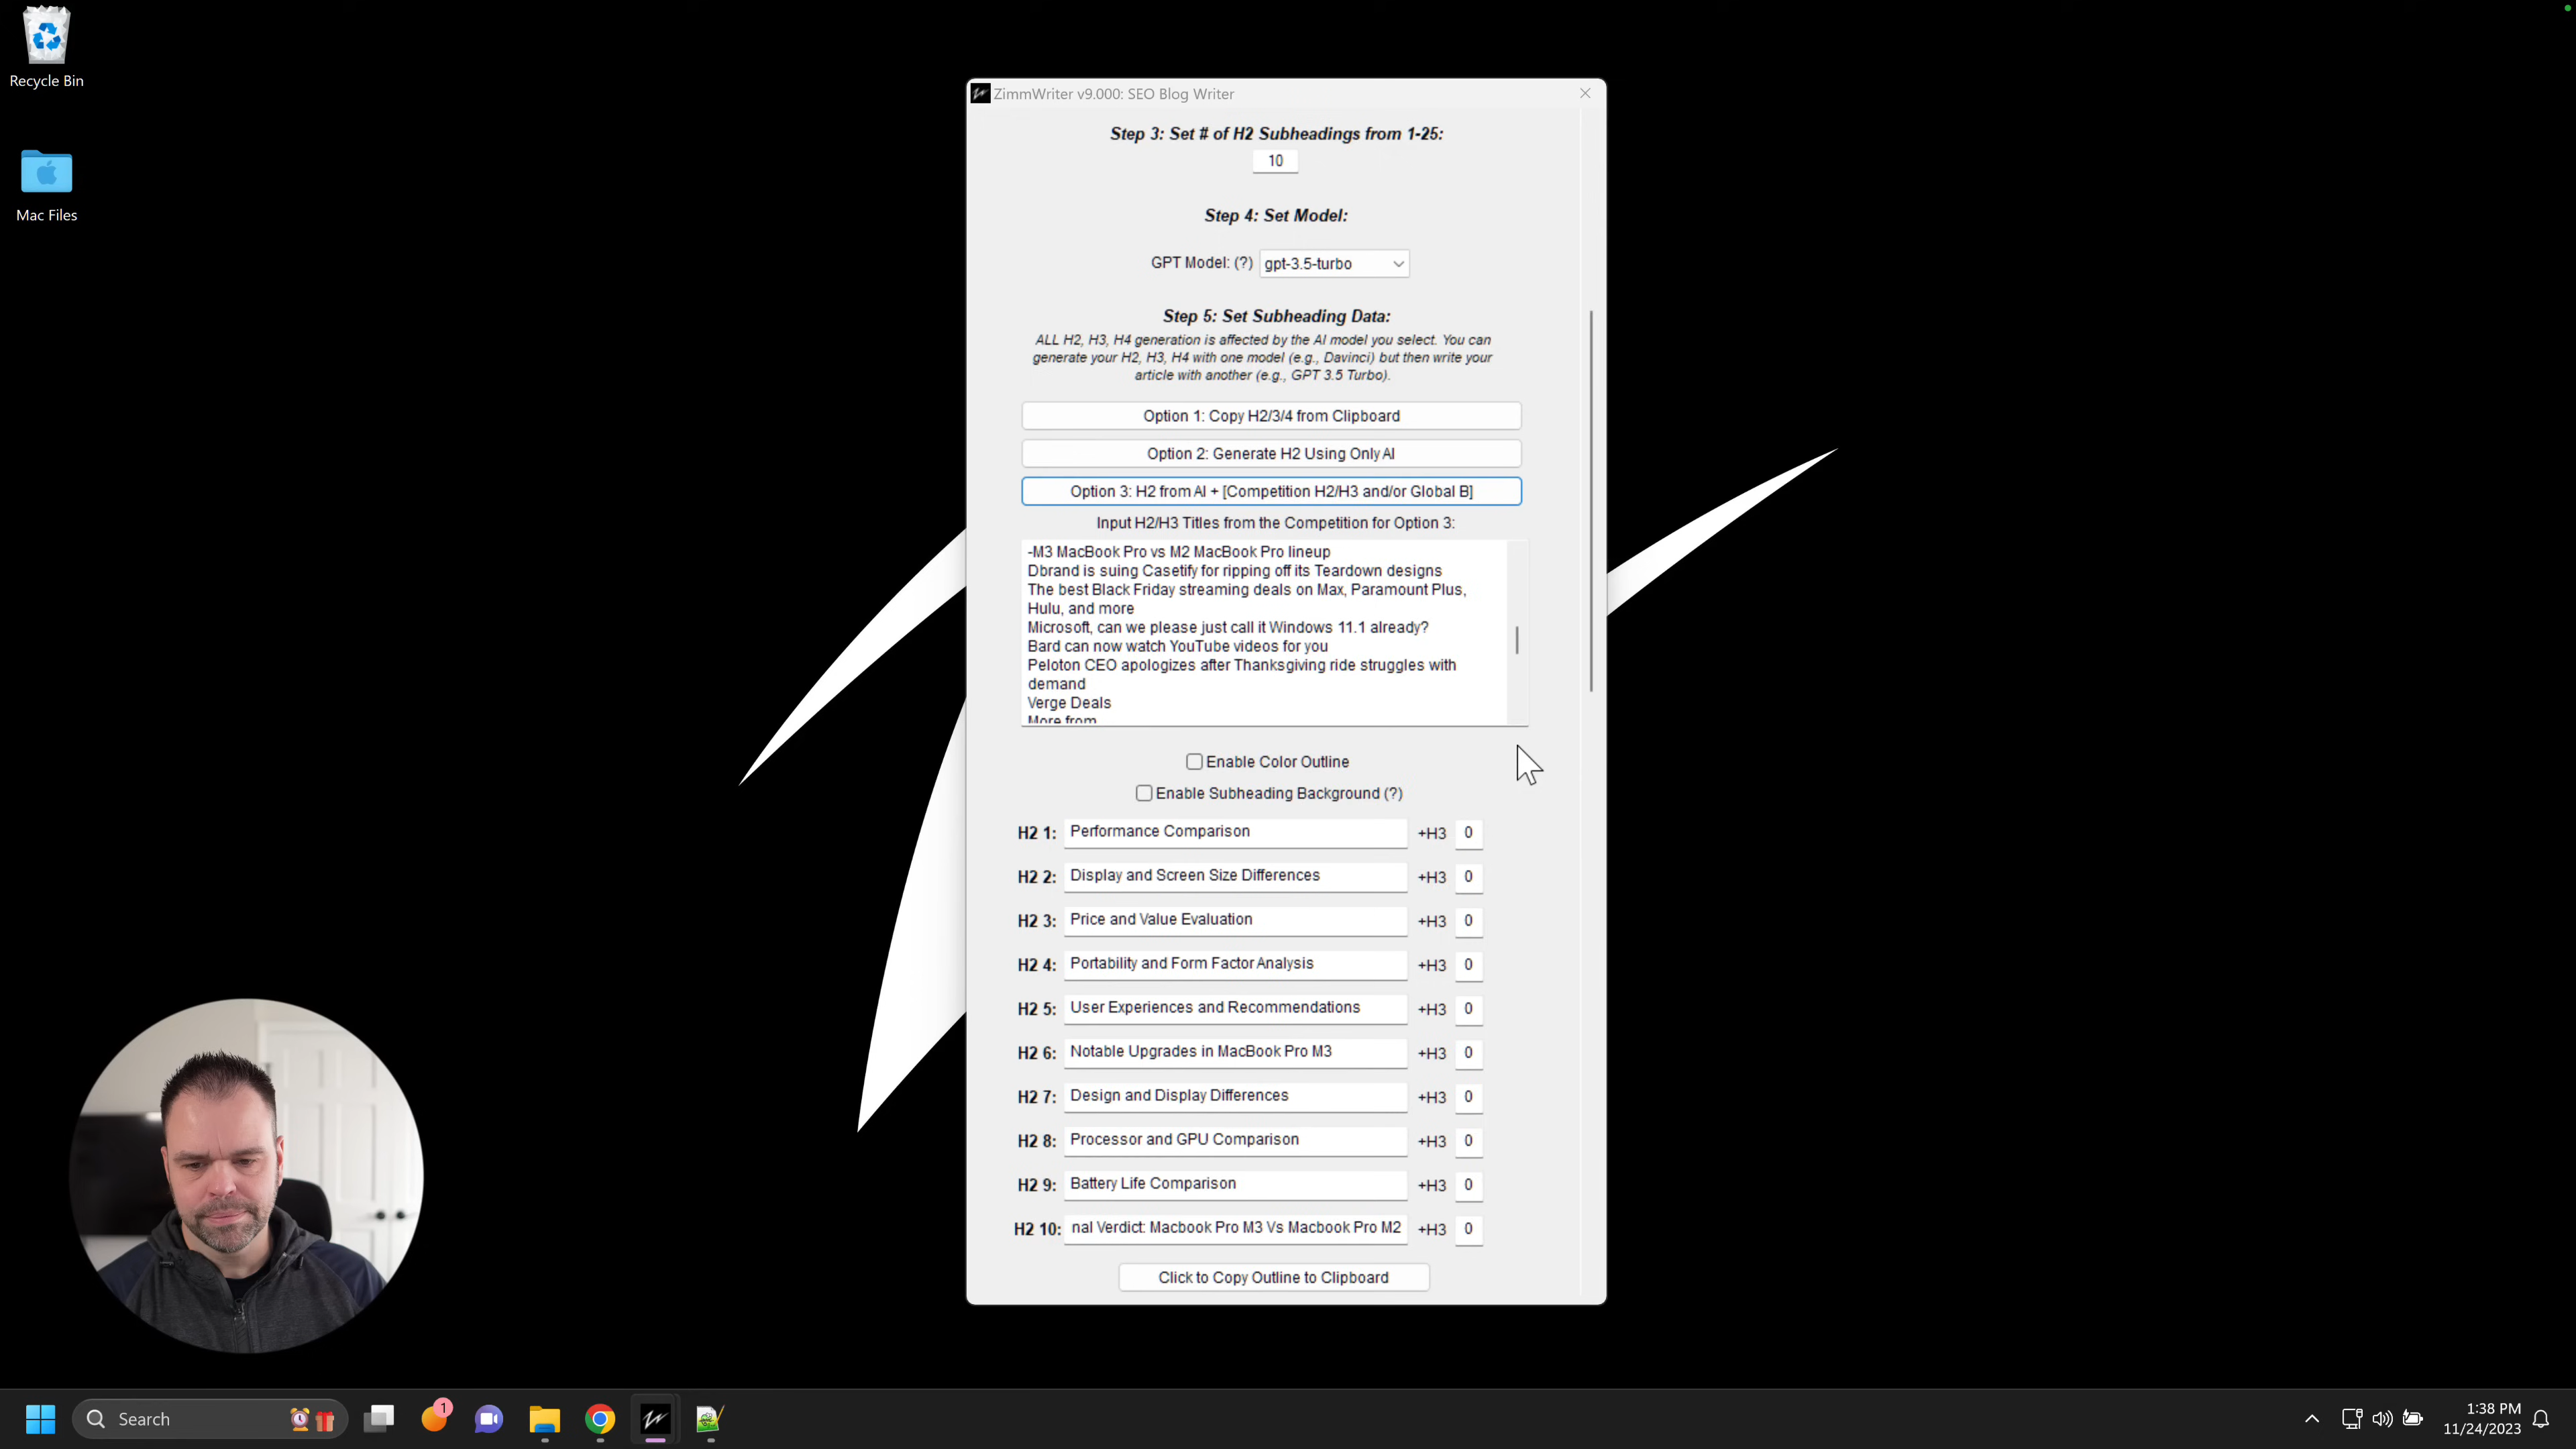 Recycle Bin
Mac Files
ZimmWriter v9.000: SEO Blog Writer
Step 3: Set # of H2 Subheadings from 1-25:
10
Step 4: Set Model:
GPT Model: (?) gpt-3.5-turbo
Step 5: Set Subheading Data:
ALL H2, H3, H4 generation is affected by the AI model you select. You can
generate your H2, H3, H4 with one model (e.g., Davinci) but then write your
article with another (e.g., GPT 3.5 Turbo).
Option 1: Copy H2/3/4 from Clipboard
Option 2: Generate H2 Using Only AI
Option 3: H2 from AI + [Competition H2/H3 and/or Global B]
Input H2/H3 Titles from the Competition for Option 3:
-M3 MacBook Pro vs M2 MacBook Pro lineup
Dbrand is suing Casetify for ripping off its Teardown designs
The best Black Friday streaming deals on Max, Paramount Plus,
Hulu, and more
Microsoft, can we please just call it Windows 11.1 already?
Bard can now watch YouTube videos for you
Peloton CEO apologizes after Thanksgiving ride struggles with
demand
Verge Deals
More from
Enable Color Outline
Enable Subheading Background (?)
H2 1: Performance Comparison +H3 0
H2 2: Display and Screen Size Differences +H3 0
H2 3: Price and Value Evaluation +H3 0
H2 4: Portability and Form Factor Analysis +H3 0
H2 5: User Experiences and Recommendations +H3 0
H2 6: Notable Upgrades in MacBook Pro M3 +H3 0
H2 7: Design and Display Differences +H3 0
H2 8: Processor and GPU Comparison +H3 0
H2 9: Battery Life Comparison +H3 0
H2 10: nal Verdict: Macbook Pro M3 Vs Macbook Pro M2 +H3 0
Click to Copy Outline to Clipboard
Search
1
1:38 PM
11/24/2023